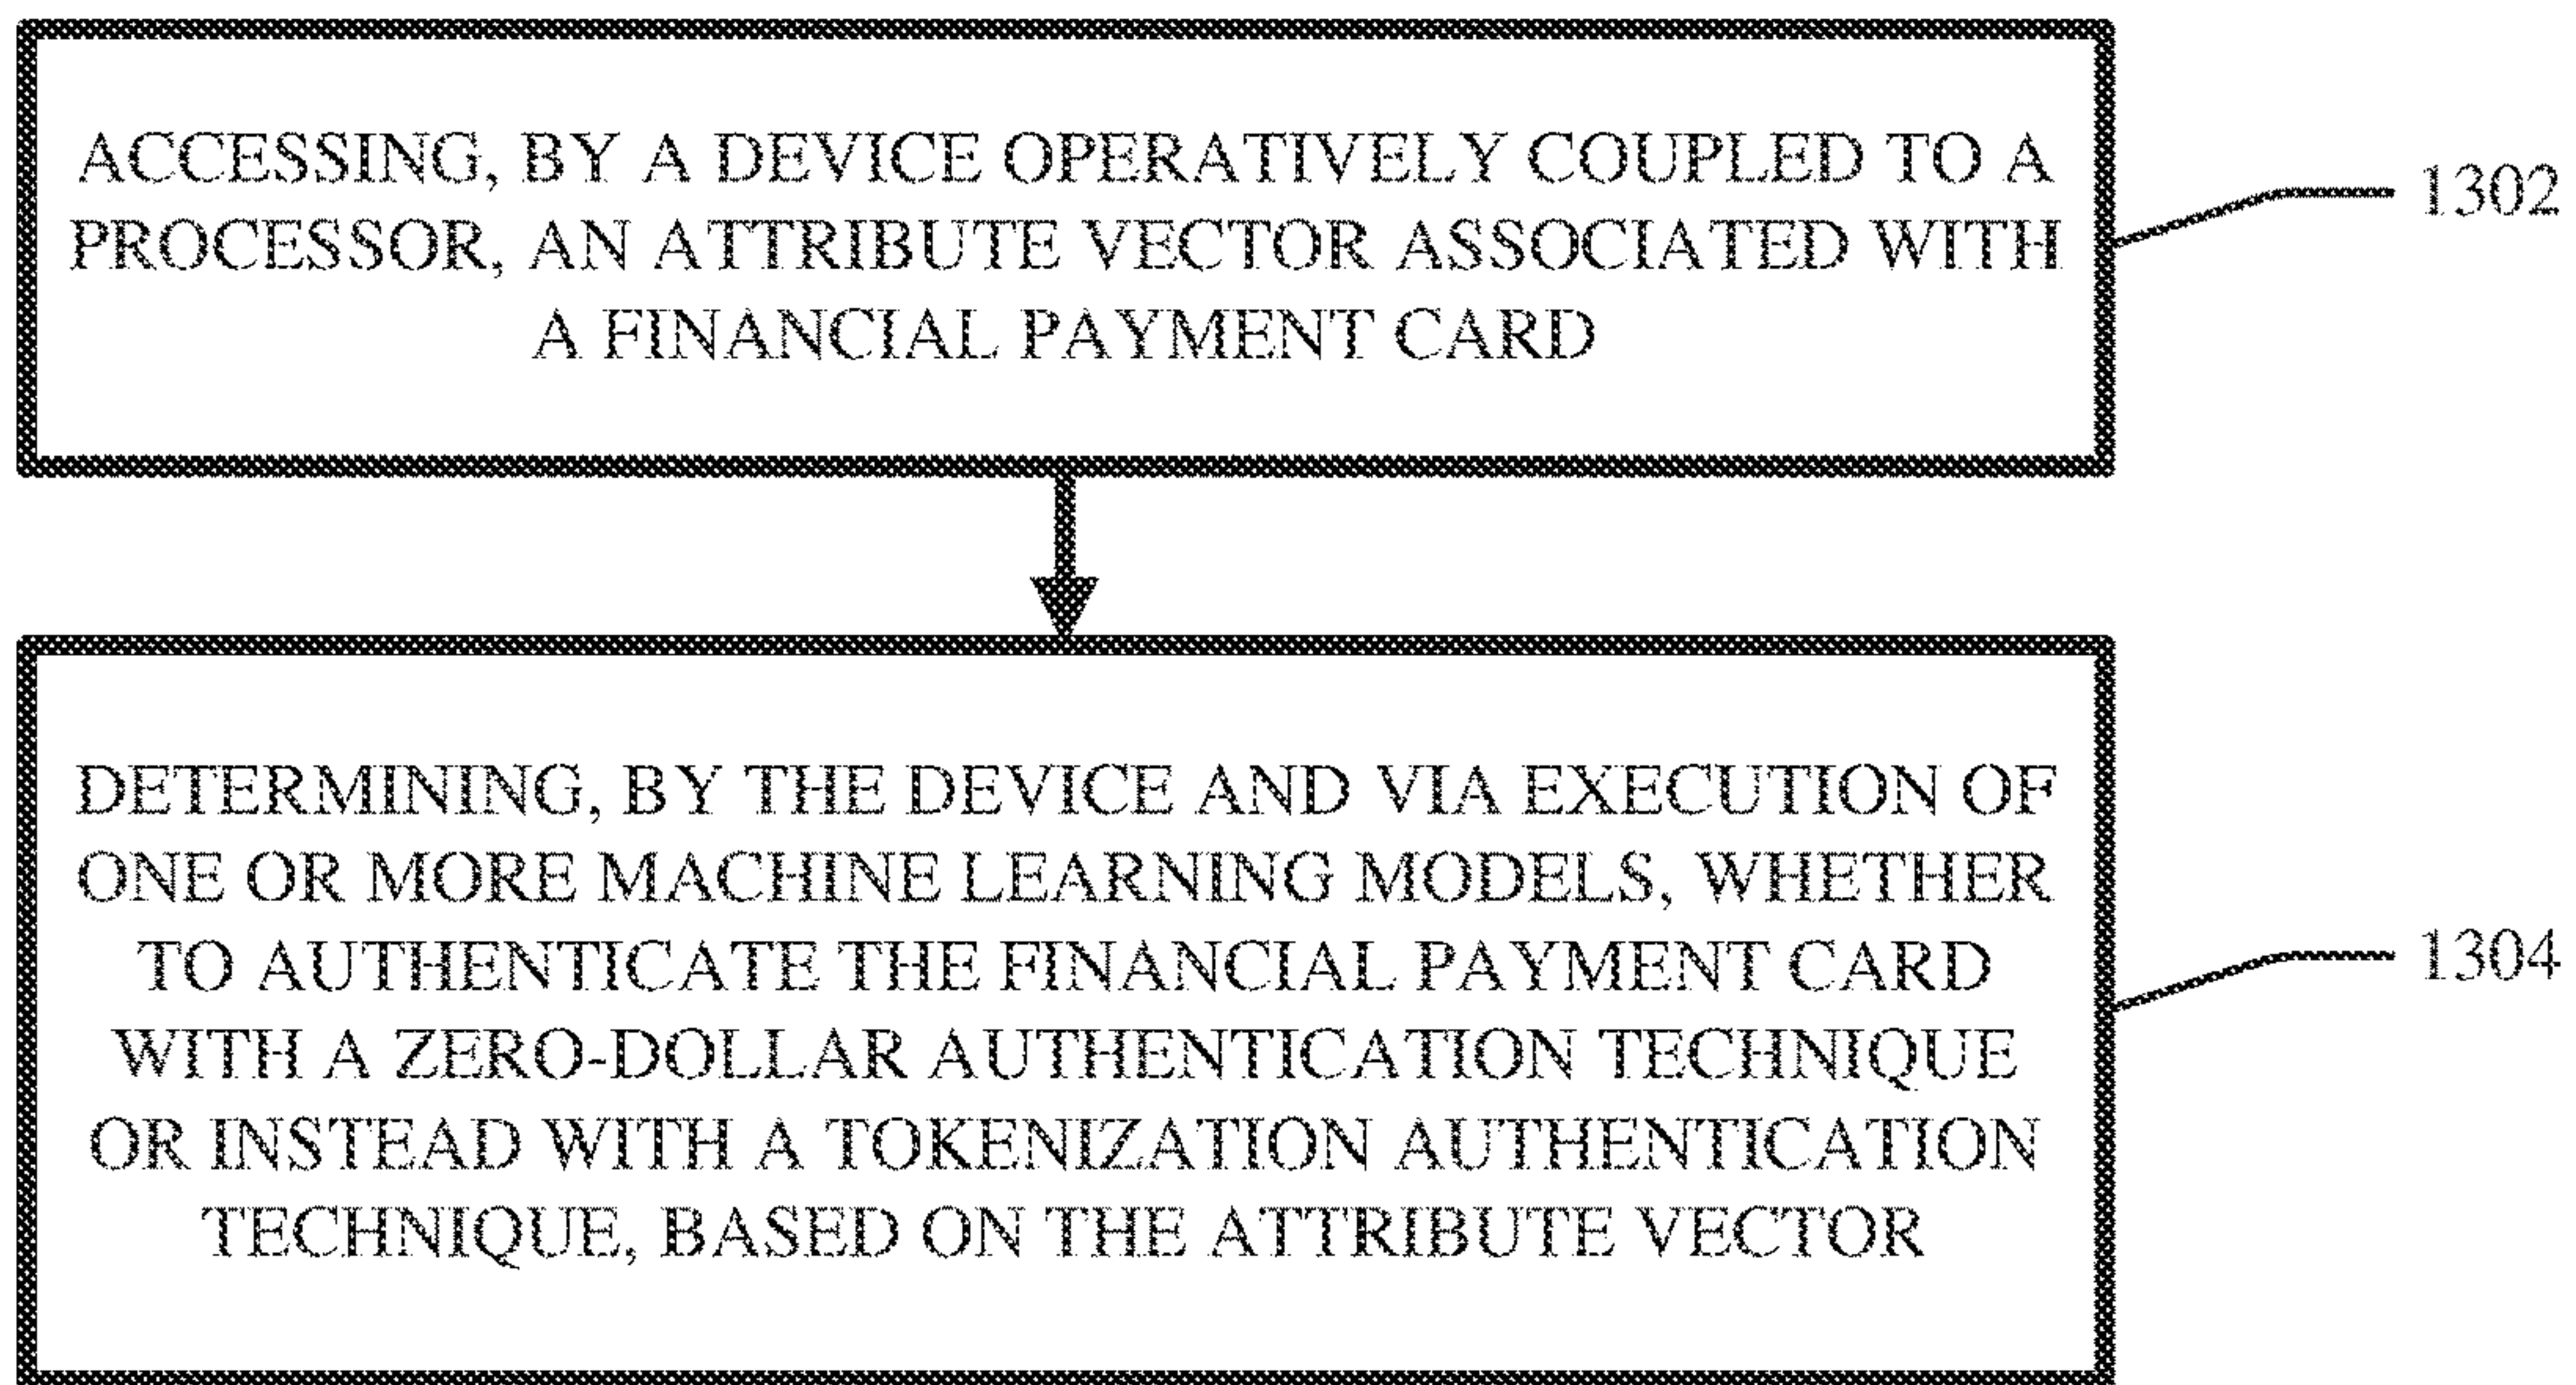 ACCESSING, BY A DEVICE OPERATIVELY COUPLED TO A
PROCESSOR, AN ATTRIBUTE VECTOR ASSOCIATED WITH
A FINANCIAL PAYMENT CARD
1302
DETERMINING, BY THE DEVICE AND VIA EXECUTION OF
ONE OR MORE MACHINE LEARNING MODELS, WHETHER
TO AUTHENTICATE THE FINANCIAL PAYMENT CARD
WITH A ZERO-DOLLAR AUTHENTICATION TECHNIQUE
OR INSTEAD WITH A TOKENIZATION AUTHENTICATION
TECHNIQUE, BASED ON THE ATTRIBUTE VECTOR
1304